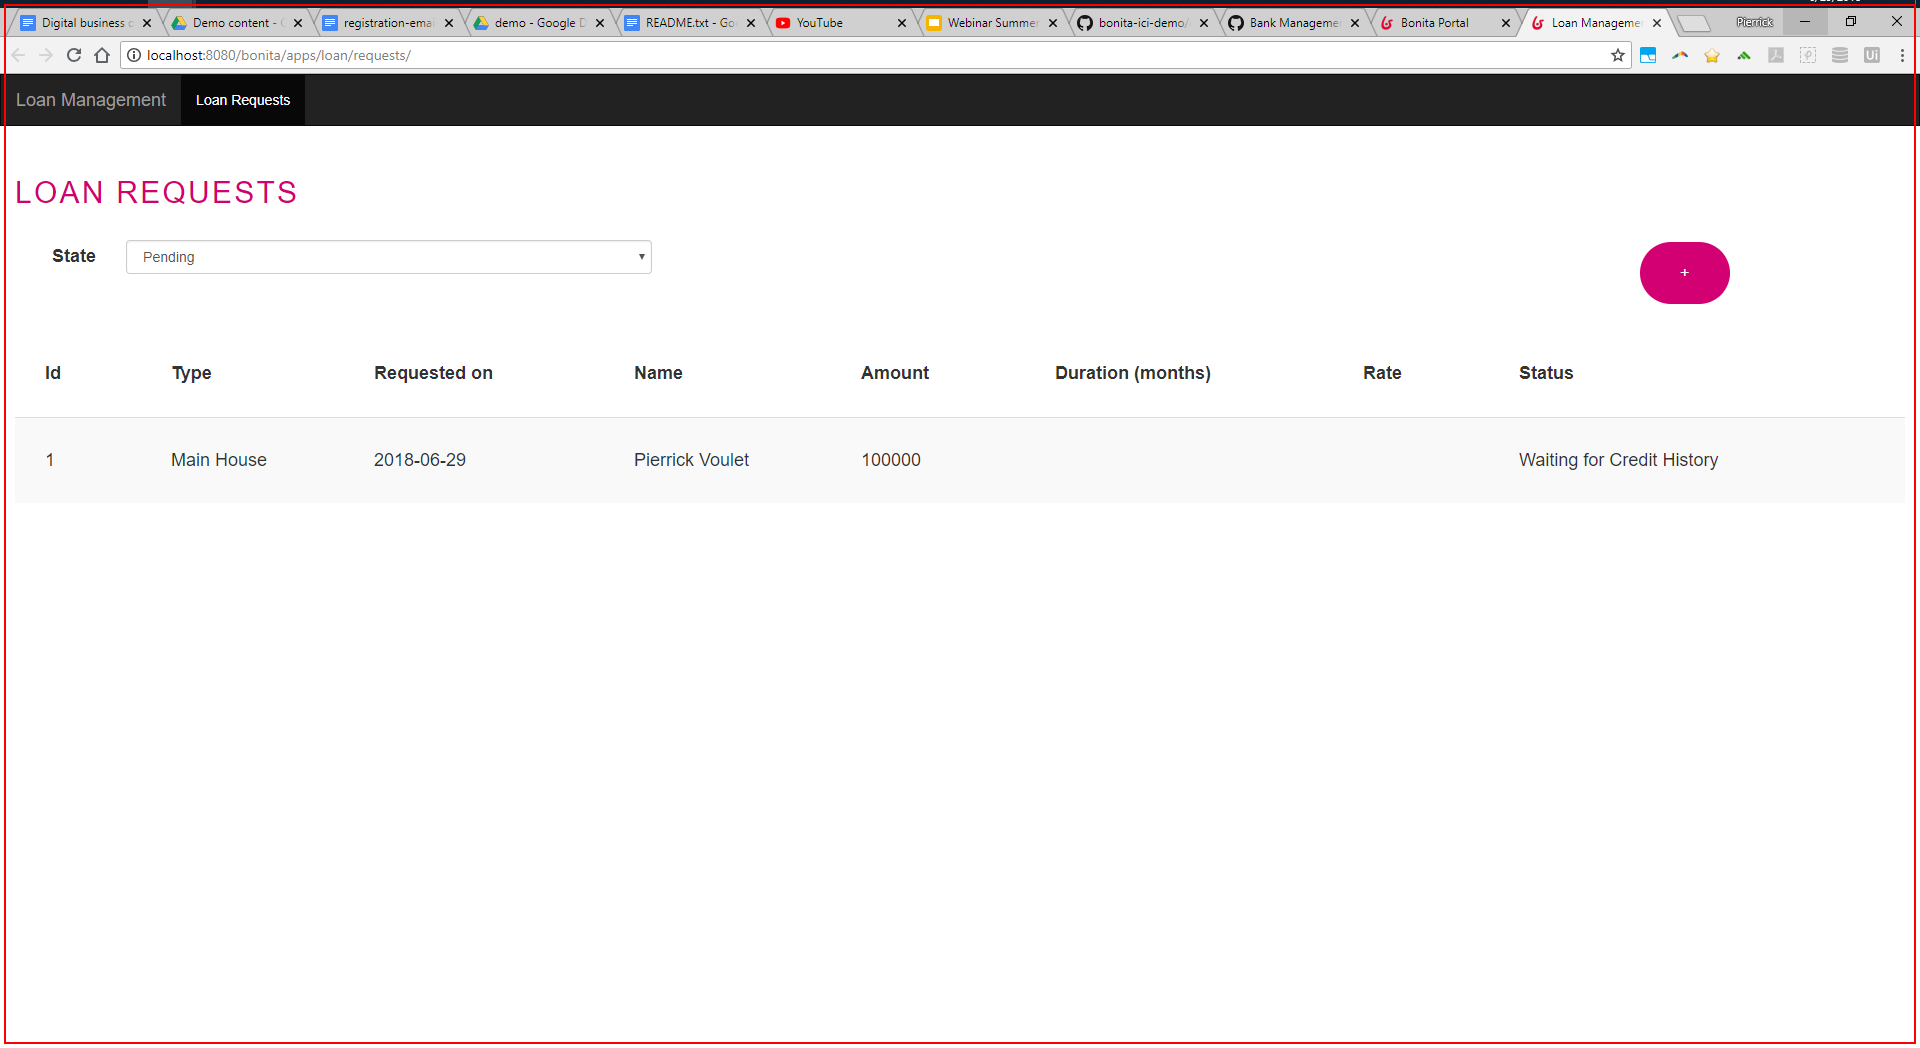 Digital business c Demo content - G registration-emai demo - Google D README.txt - Go YouTube Webinar Summer bonita-ici-demo/ Bank Managemen Bonita Portal Loan Managemen Pierrick
localhost:8080/bonita/apps/loan/requests/
Loan Management Loan Requests
LOAN REQUESTS
State Pending +
Id Type Requested on Name Amount Duration (months) Rate Status
1 Main House 2018-06-29 Pierrick Voulet 100000 Waiting for Credit History